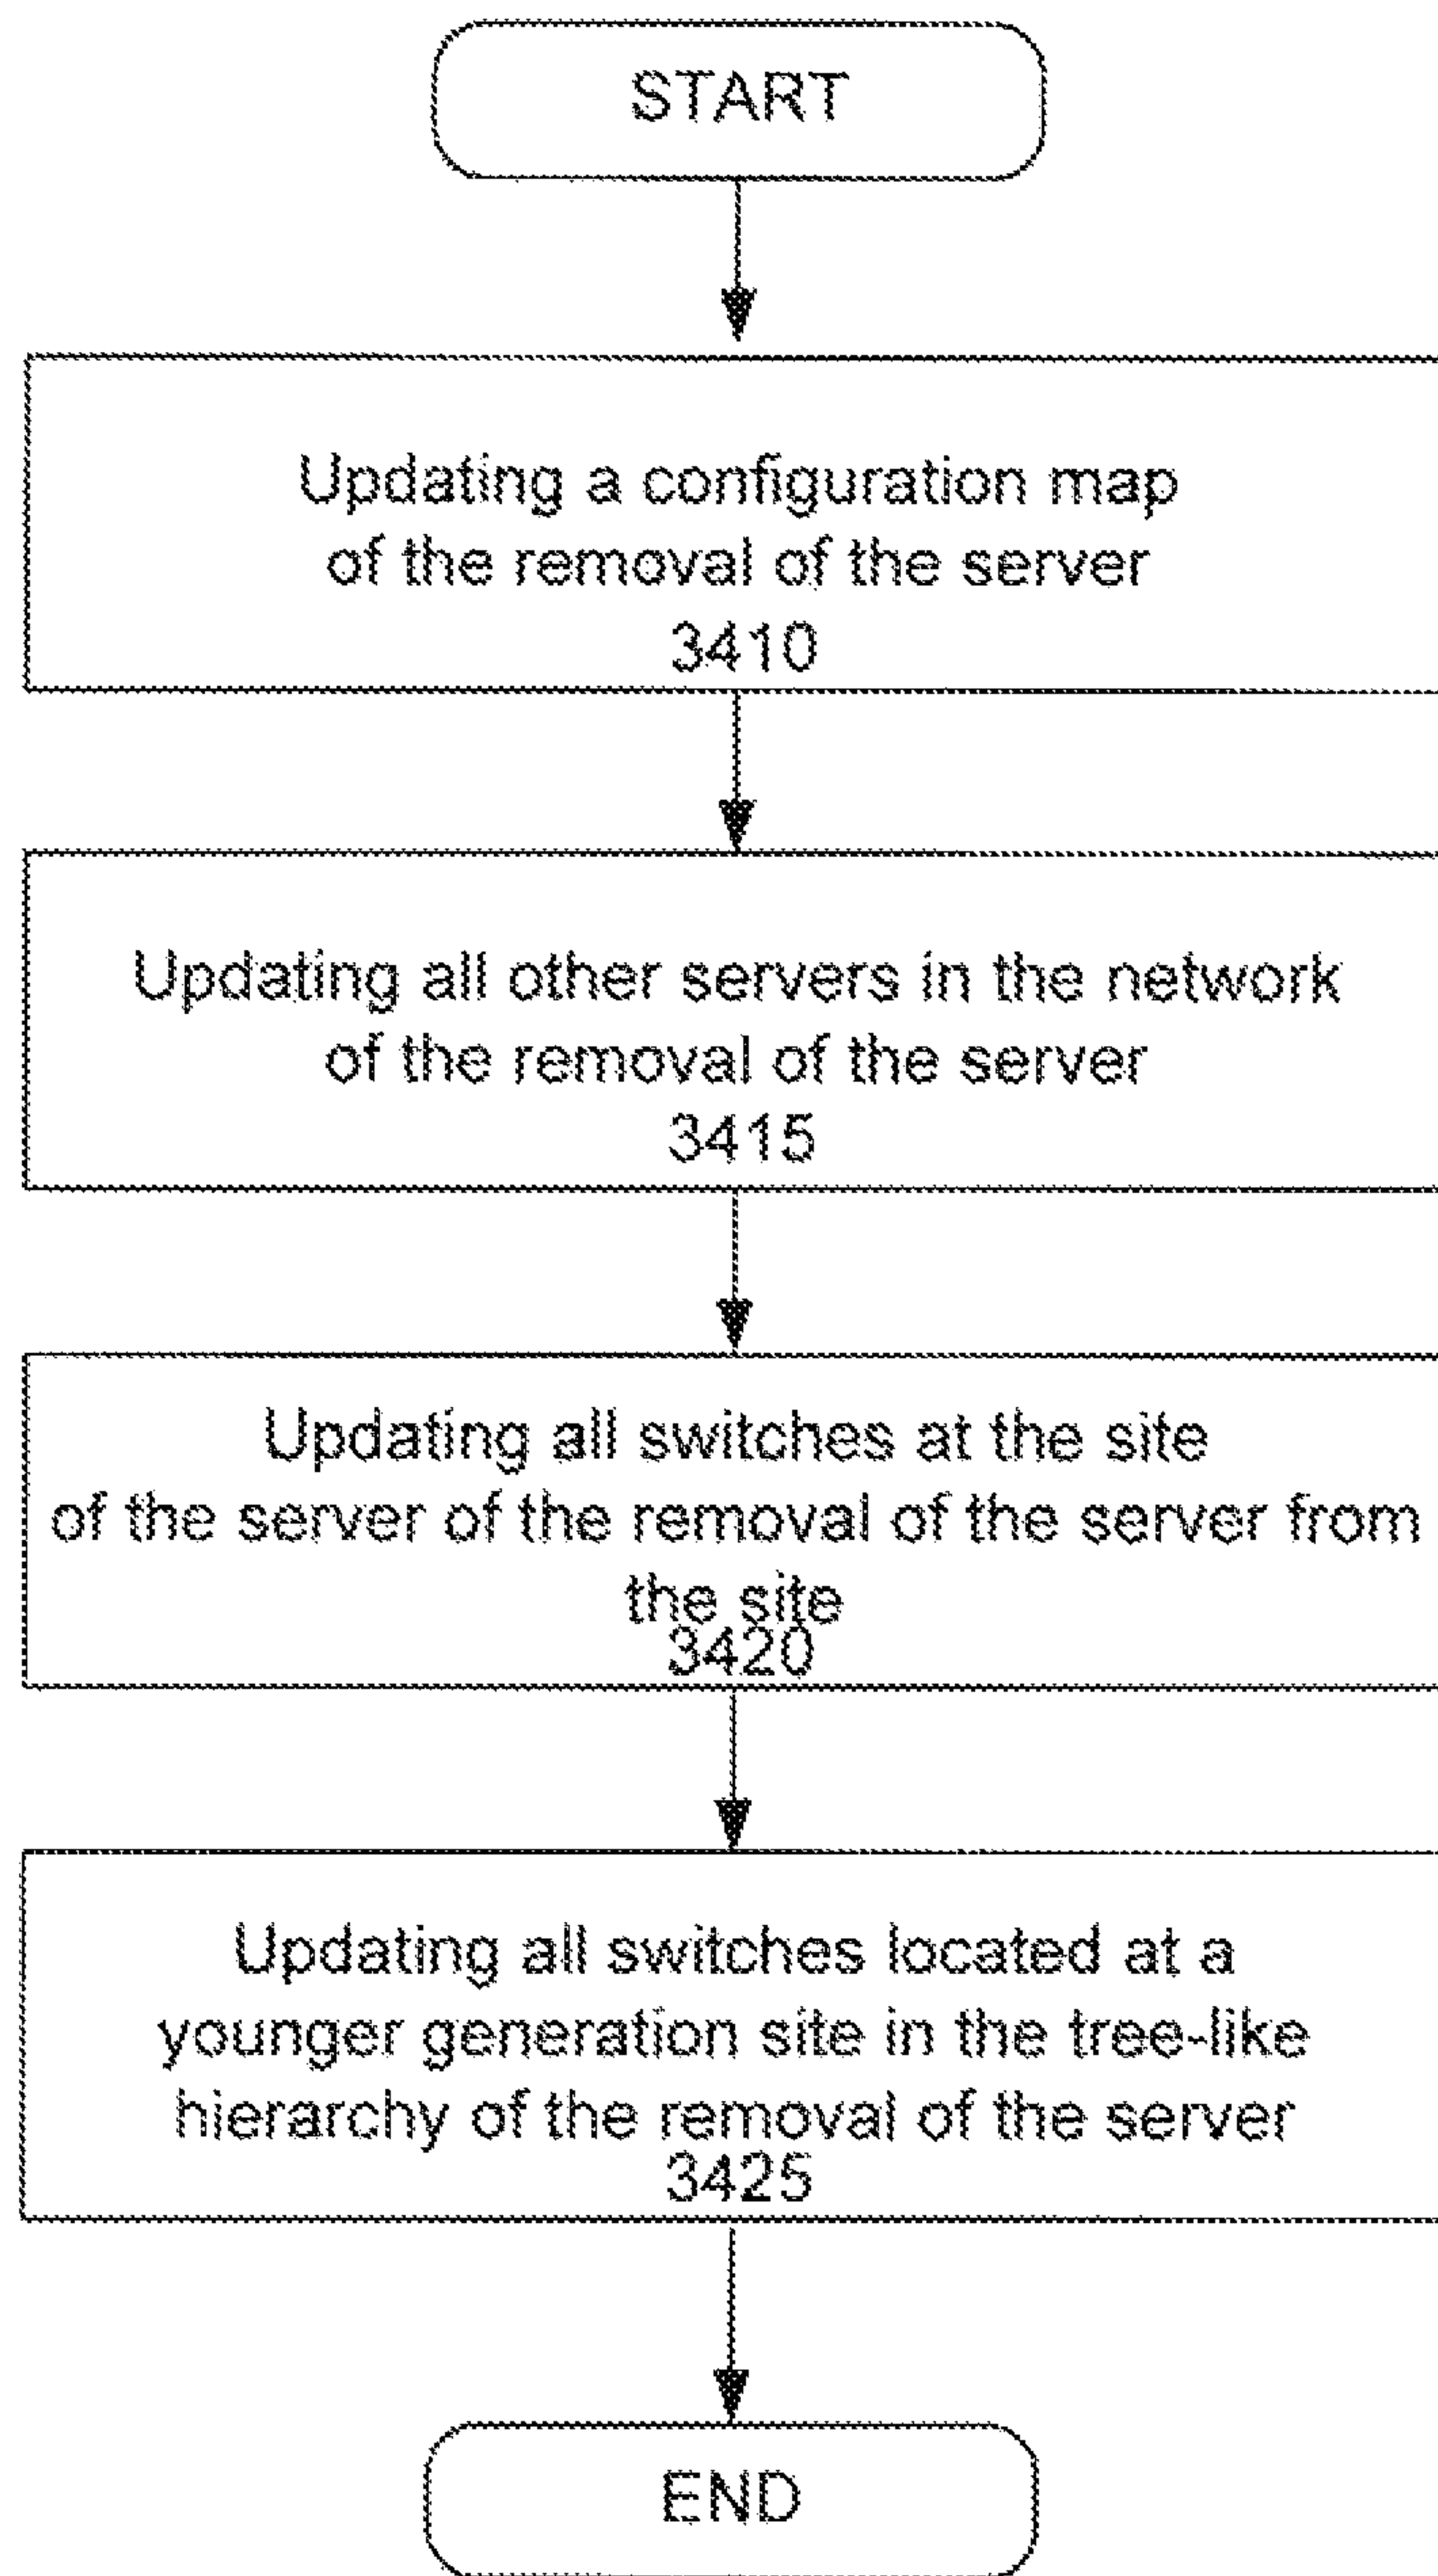 START
Updating a configuration map
of the removal of the server
3410
Updating all other servers in the network
of the removal of the server
3415
Updating all switches at the site
of the server of the removal of the server from
the site
3420
Updating all switches located at a
younger generation site in the tree-like
hierarchy of the removal of the server
3425
END